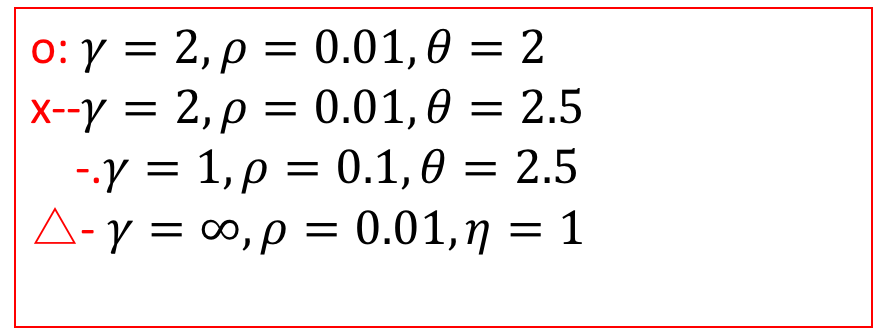 o: γ = 2, ρ = 0.01, θ = 2
x--γ = 2, ρ = 0.01, θ = 2.5
-.γ = 1, ρ = 0.1, θ = 2.5
△- γ = ∞, ρ = 0.01, η = 1